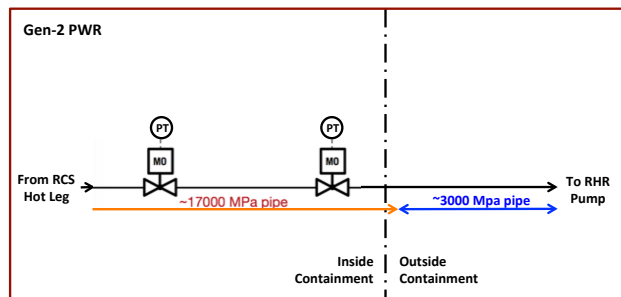 Gen-2 PWR
PT
PT
MO
MO
From RCS
Hot Leg
To RHR
Pump
~17000 MPa pipe
~3000 Mpa pipe
Inside
Containment
Outside
Containment